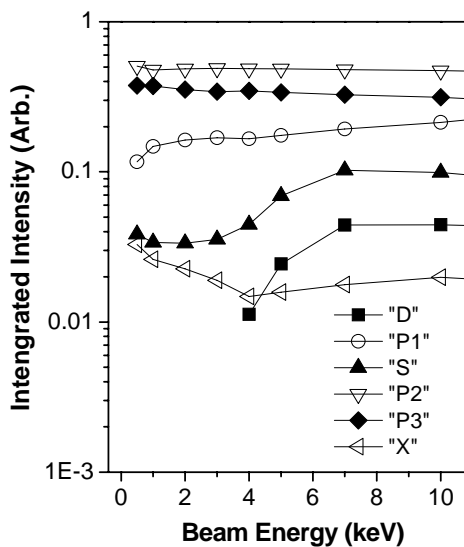 1
0.1
0.01
1E-3
Intengrated Intensity (Arb.)
"D"
"P1"
"S"
"P2"
"P3"
"X"
0 2 4 6 8 10
Beam Energy (keV)